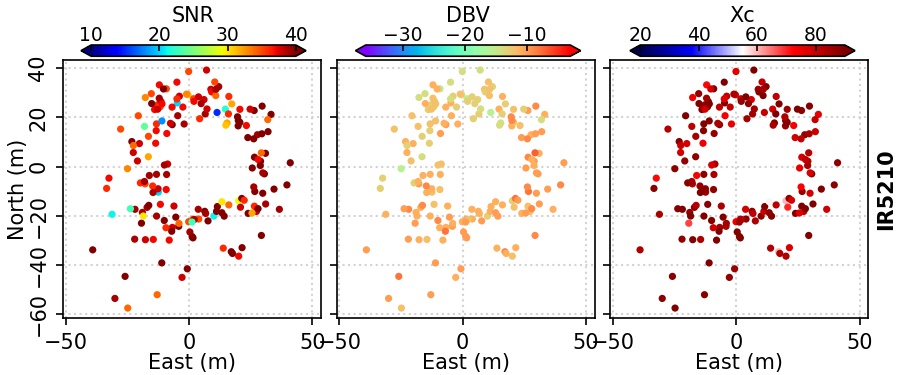 SNR DBV Xc
10 20 30 40 −30 −20 −10 20 40 60 80
40
20
0
−20
−40
−60
North (m)
−50 0 50 −50 0 50 −50 0 50
East (m) East (m) East (m)
IR5210